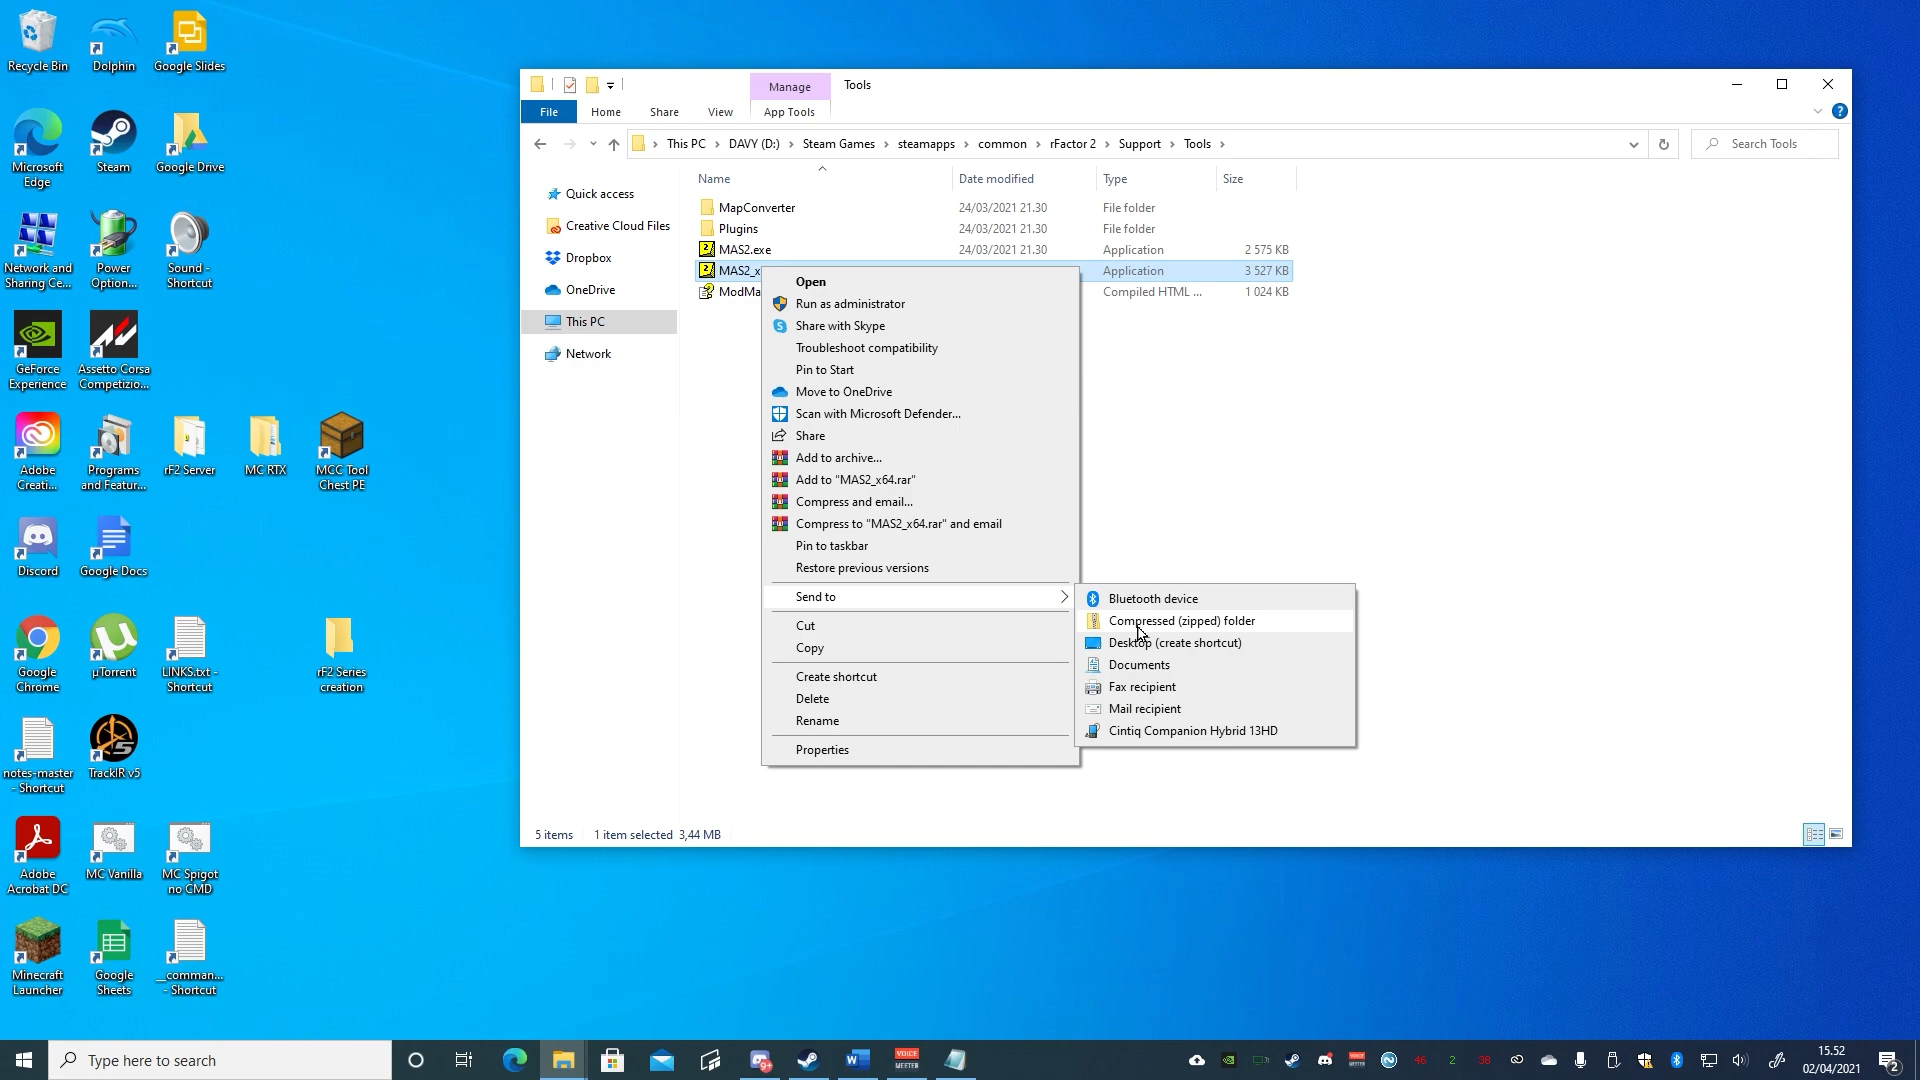 Recycle Bin
Dolphin
Google Slides
Microsoft
Edge
Steam
Google Drive
Network and
Sharing Ce...
Power
Option...
Sound -
Shortcut
GeForce
Experience
Assetto Corsa
Competizio...
Adobe
Creati...
Programs
and Featur...
rF2 Server
MC RTX
MCC Tool
Chest PE
Discord
Google Docs
Google
Chrome
µTorrent
LINKS.txt -
Shortcut
rF2 Series
creation
notes-master
- Shortcut
TrackIR v5
Adobe
Acrobat DC
MC Vanilla
MC Spigot
no CMD
Minecraft
Launcher
Google
Sheets
__comman...
- Shortcut
Manage
Tools
File
Home
Share
View
App Tools
This PC
DAVY (D:)
Steam Games
steamapps
common
rFactor 2
Support
Tools
Search Tools
Quick access
Creative Cloud Files
Dropbox
OneDrive
This PC
Network
Name
Date modified
Type
Size
MapConverter
24/03/2021 21.30
File folder
Plugins
24/03/2021 21.30
File folder
MAS2.exe
24/03/2021 21.30
Application
2 575 KB
MAS2_x
Application
3 527 KB
ModMa
Compiled HTML ...
1 024 KB
Open
Run as administrator
Share with Skype
Troubleshoot compatibility
Pin to Start
Move to OneDrive
Scan with Microsoft Defender...
Share
Add to archive...
Add to "MAS2_x64.rar"
Compress and email...
Compress to "MAS2_x64.rar" and email
Pin to taskbar
Restore previous versions
Send to
Cut
Copy
Create shortcut
Delete
Rename
Properties
Bluetooth device
Compressed (zipped) folder
Desktop (create shortcut)
Documents
Fax recipient
Mail recipient
Cintiq Companion Hybrid 13HD
5 items
1 item selected 3,44 MB
Type here to search
VOICE
MEETER
46
2
38
15.52
02/04/2021
2